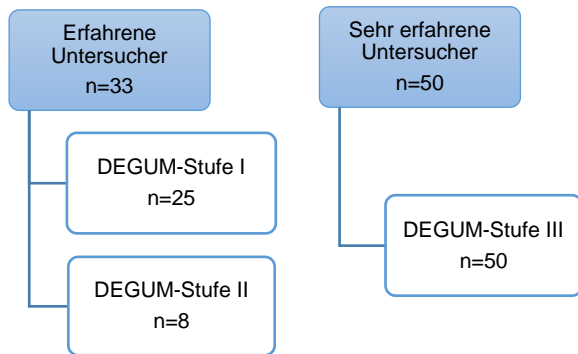 Erfahrene
Untersucher
n=33
DEGUM-Stufe I
n=25
DEGUM-Stufe II
n=8
Sehr erfahrene
Untersucher
n=50
DEGUM-Stufe III
n=50